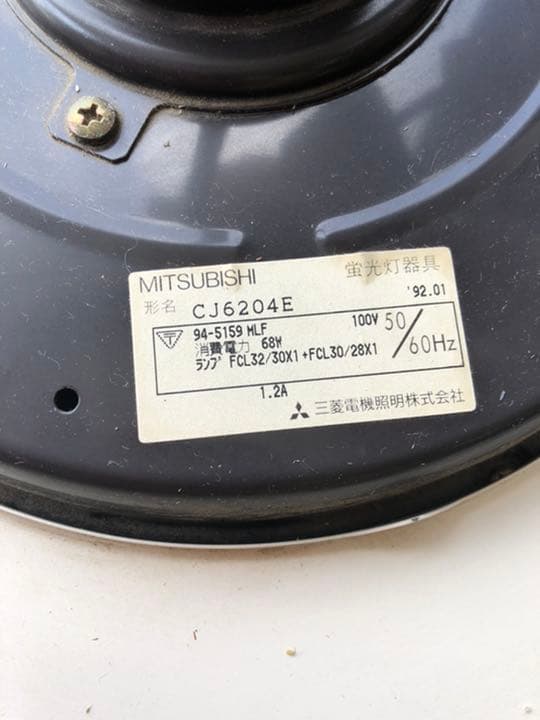 MITSUBISHI 蛍光灯器具
形名 CJ6204E '92.01
94-5159 MLF 100V 50/60Hz
消費電力 68W
ランプ FCL32/30X1+FCL30/28X1
1.2A
三菱電機照明株式会社